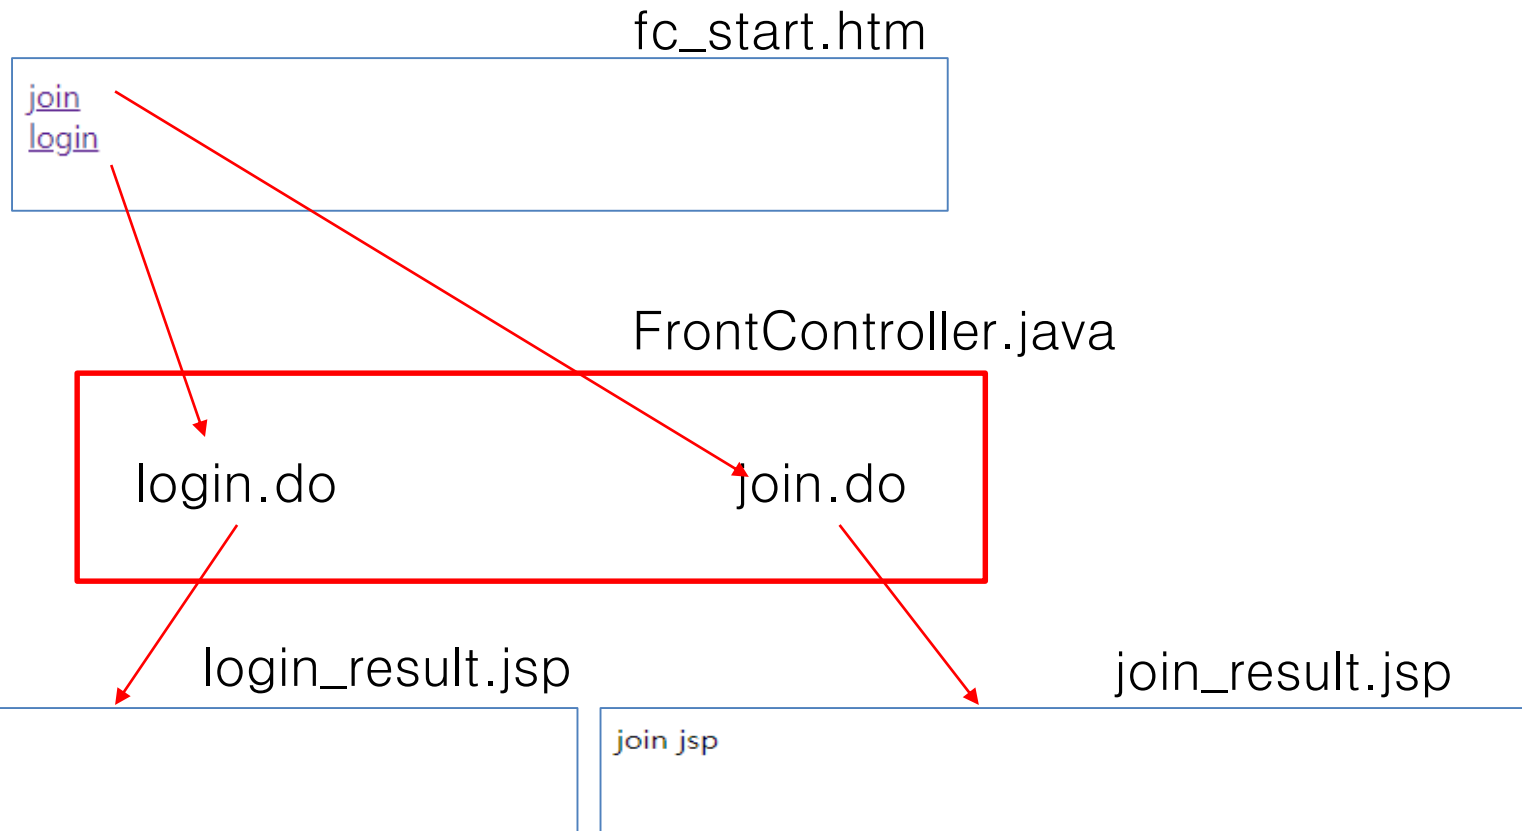 fc_start.htm
join
login
FrontController.java
login.do
join.do
login_result.jsp
join_result.jsp
join jsp